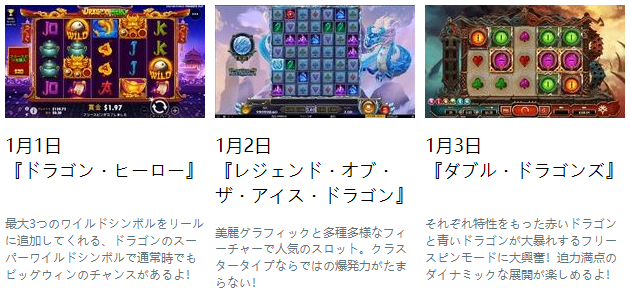 WILD
WILD
賞金 $1.97
1月1日
『ドラゴン・ヒーロー』
最大3つのワイルドシンボルをリール
に追加してくれる、ドラゴンのスー
パーワイルドシンボルで通常時でも
ビッグウィンのチャンスがあるよ!
1月2日
『レジェンド・オブ・
ザ・アイス・ドラゴン』
美麗グラフィックと多種多様なフィ
ーチャーで人気のスロット。クラス
タータイプならではの爆発力がたま
らない!
1月3日
『ダブル・ドラゴンズ』
それぞれ特性をもった赤いドラゴン
と青いドラゴンが大暴れするフリー
スピンモードに大興奮!迫力満点の
ダイナミックな展開が楽しめるよ!